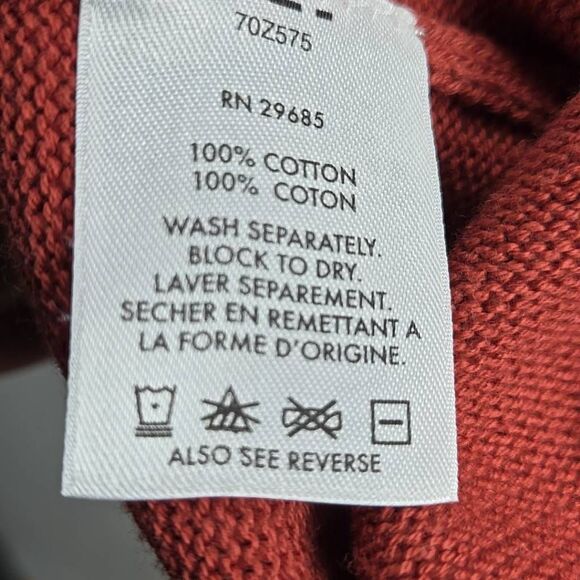 70Z575
RN 29685
100% COTTON
100% COTON
WASH SEPARATELY.
BLOCK TO DRY.
LAVER SEPAREMENT.
SECHER EN REMETTANT A
LA FORME D'ORIGINE.
ALSO SEE REVERSE